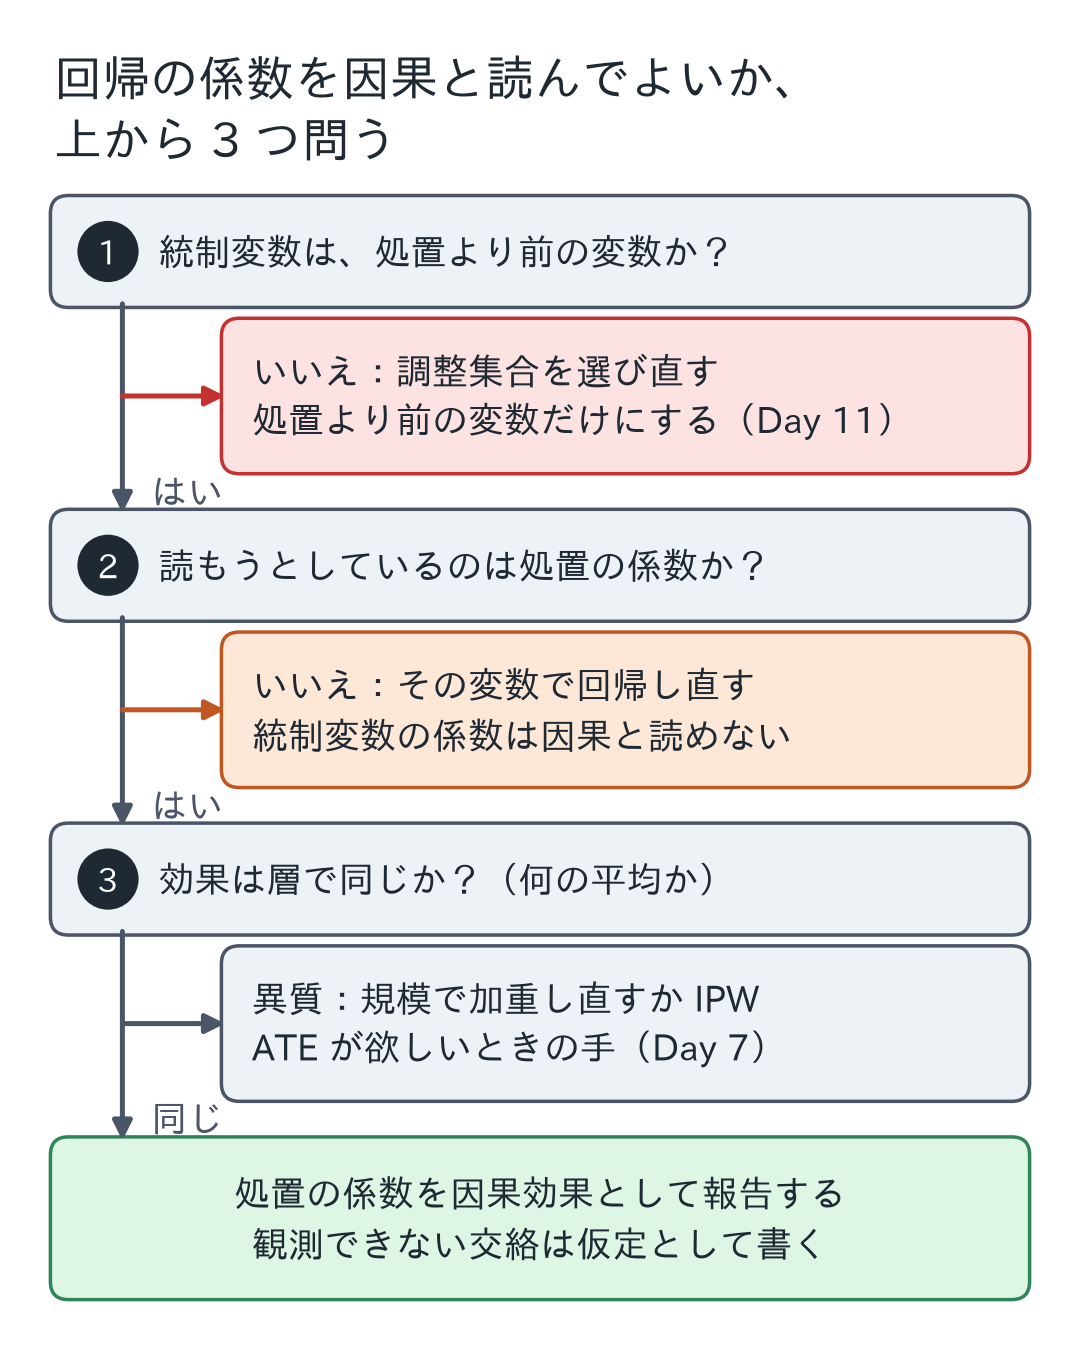 回帰の係数を因果と読んでよいか、
上から 3 つ問う
1 統制変数は、処置より前の変数か？
いいえ：調整集合を選び直す
処置より前の変数だけにする（Day 11）
はい
2 読もうとしているのは処置の係数か？
いいえ：その変数で回帰し直す
統制変数の係数は因果と読めない
はい
3 効果は層で同じか？（何の平均か）
異質：規模で加重し直すか IPW
ATE が欲しいときの手（Day 7）
同じ
処置の係数を因果効果として報告する
観測できない交絡は仮定として書く